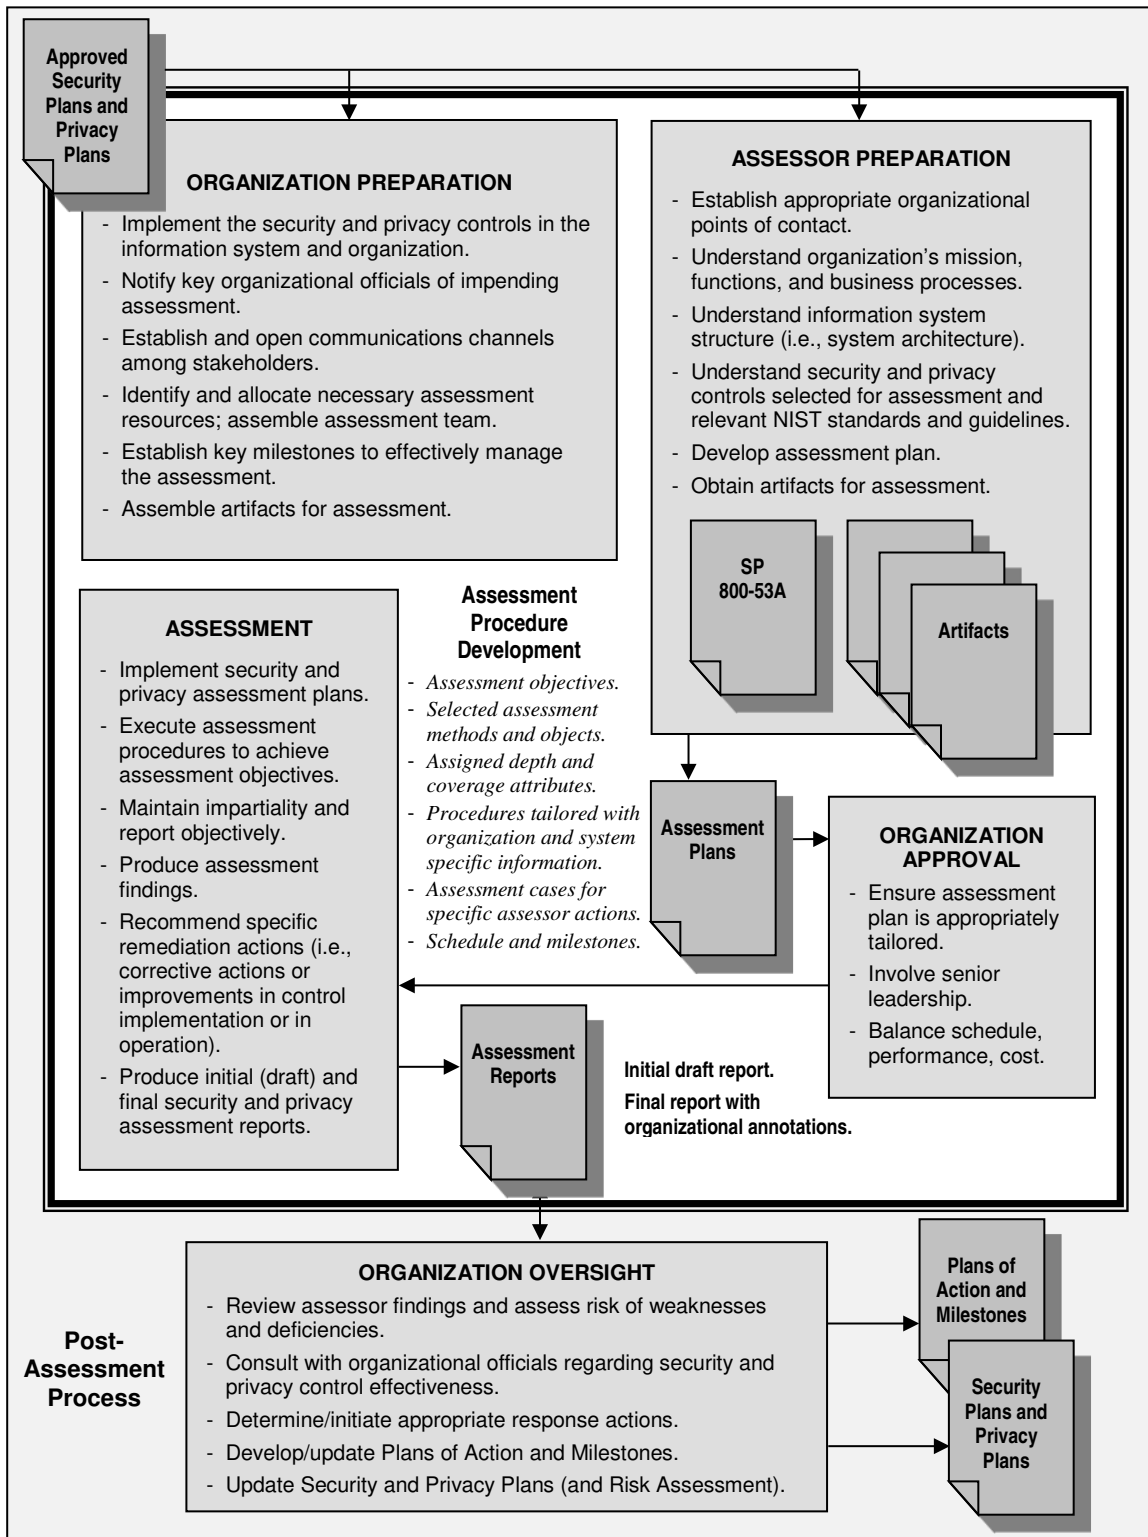 Approved
Security
Plans and
Privacy
Plans
ORGANIZATION PREPARATION
- Implement the security and privacy controls in the
information system and organization.
- Notify key organizational officials of impending
assessment.
- Establish and open communications channels
among stakeholders.
- Identify and allocate necessary assessment
resources; assemble assessment team.
- Establish key milestones to effectively manage
the assessment.
- Assemble artifacts for assessment.
ASSESSOR PREPARATION
- Establish appropriate organizational
points of contact.
- Understand organization’s mission,
functions, and business processes.
- Understand information system
structure (i.e., system architecture).
- Understand security and privacy
controls selected for assessment and
relevant NIST standards and guidelines.
- Develop assessment plan.
- Obtain artifacts for assessment.
SP
800-53A
Artifacts
ASSESSMENT
- Implement security and
privacy assessment plans.
- Execute assessment
procedures to achieve
assessment objectives.
- Maintain impartiality and
report objectively.
- Produce assessment
findings.
- Recommend specific
remediation actions (i.e.,
corrective actions or
improvements in control
implementation or in
operation).
- Produce initial (draft) and
final security and privacy
assessment reports.
Assessment
Procedure
Development
- Assessment objectives.
- Selected assessment
methods and objects.
- Assigned depth and
coverage attributes.
- Procedures tailored with
organization and system
specific information.
- Assessment cases for
specific assessor actions.
- Schedule and milestones.
Assessment
Plans
ORGANIZATION
APPROVAL
- Ensure assessment
plan is appropriately
tailored.
- Involve senior
leadership.
- Balance schedule,
performance, cost.
Assessment
Reports
Initial draft report.
Final report with
organizational annotations.
Post-
Assessment
Process
ORGANIZATION OVERSIGHT
- Review assessor findings and assess risk of weaknesses
and deficiencies.
- Consult with organizational officials regarding security and
privacy control effectiveness.
- Determine/initiate appropriate response actions.
- Develop/update Plans of Action and Milestones.
- Update Security and Privacy Plans (and Risk Assessment).
Plans of
Action and
Milestones
Security
Plans and
Privacy
Plans